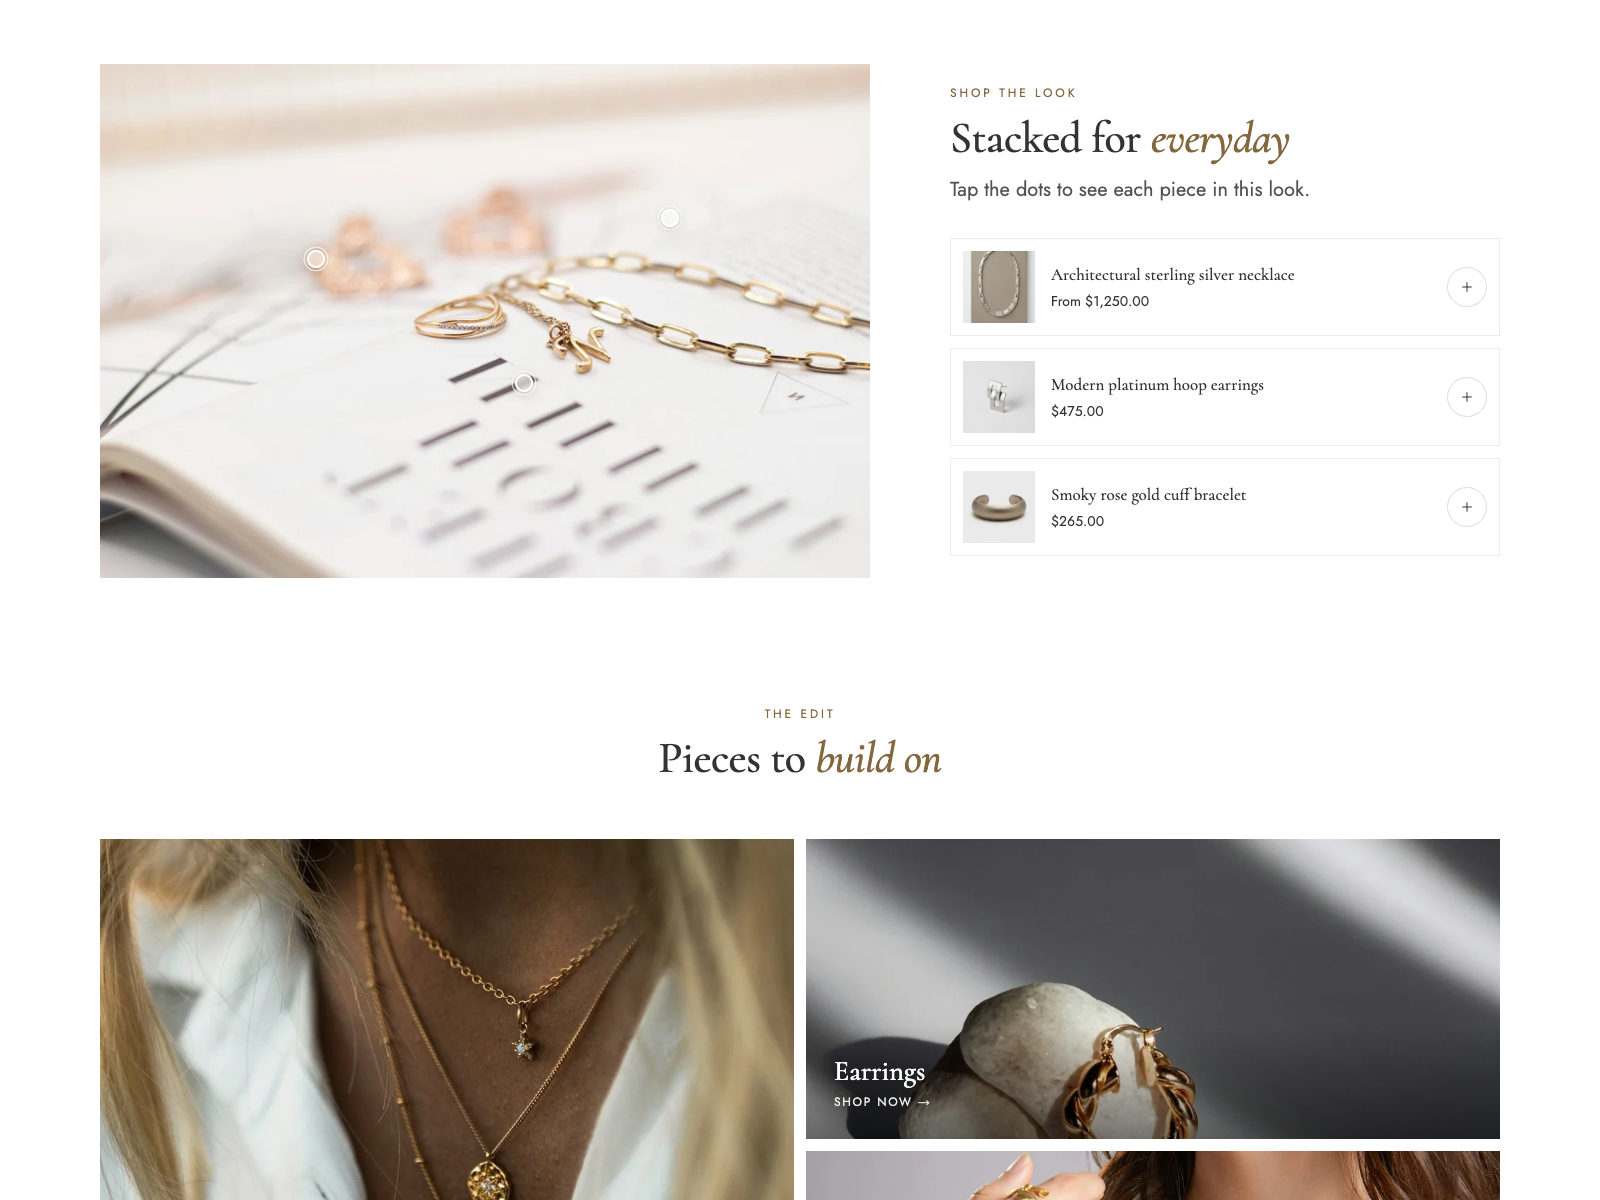 SHOP THE LOOK
Stacked for everyday
Tap the dots to see each piece in this look.
Architectural sterling silver necklace
From $1,250.00
+
Modern platinum hoop earrings
$475.00
+
Smoky rose gold cuff bracelet
$265.00
+
THE EDIT
Pieces to build on
Earrings
SHOP NOW →